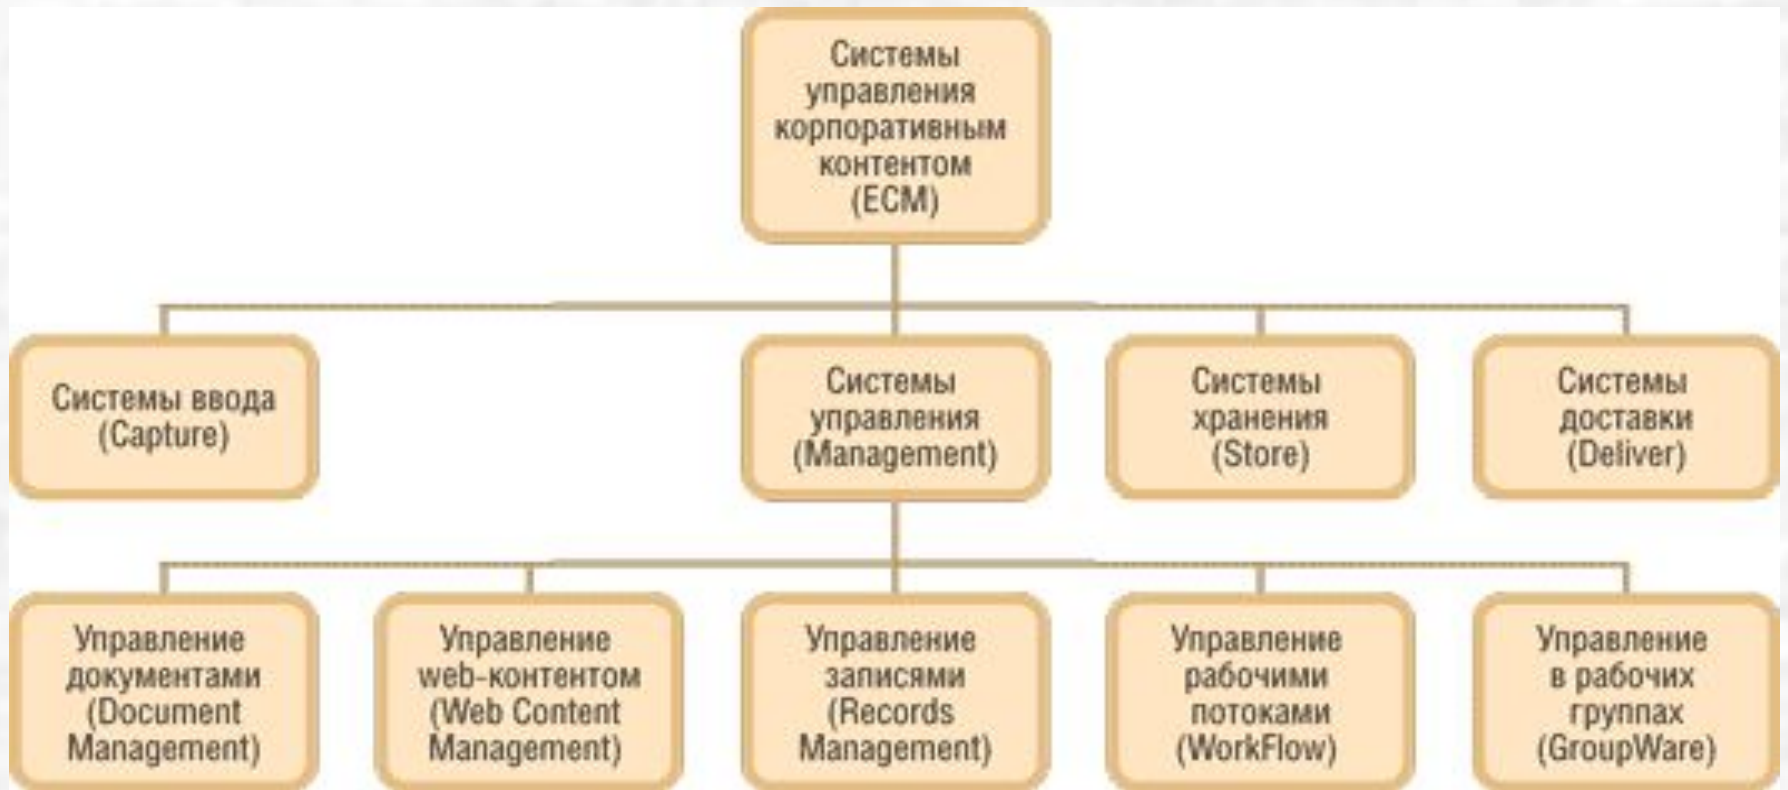 Системы
управления
корпоративным
контентом
(ECM)
Системы ввода
(Capture)
Системы
управления
(Management)
Системы
хранения
(Store)
Системы
доставки
(Deliver)
Управление
документами
(Document
Management)
Управление
web-контентом
(Web Content
Management)
Управление
записями
(Records
Management)
Управление
рабочими
потоками
(WorkFlow)
Управление
в рабочих
группах
(GroupWare)